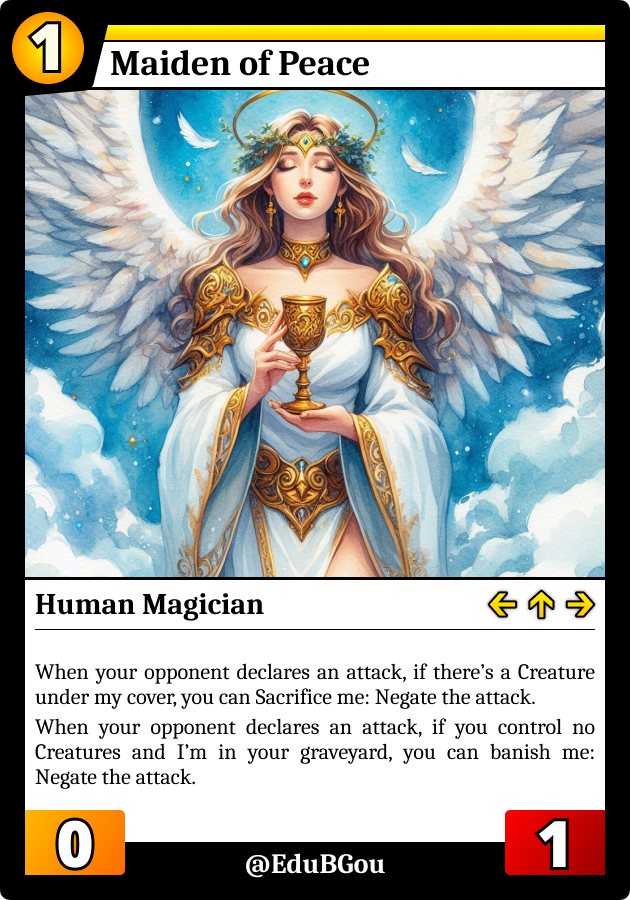 1
Maiden of Peace
Human Magician
When your opponent declares an attack, if there’s a Creature
under my cover, you can Sacrifice me: Negate the attack.
When your opponent declares an attack, if you control no
Creatures and I’m in your graveyard, you can banish me:
Negate the attack.
0
@EduBGou
1